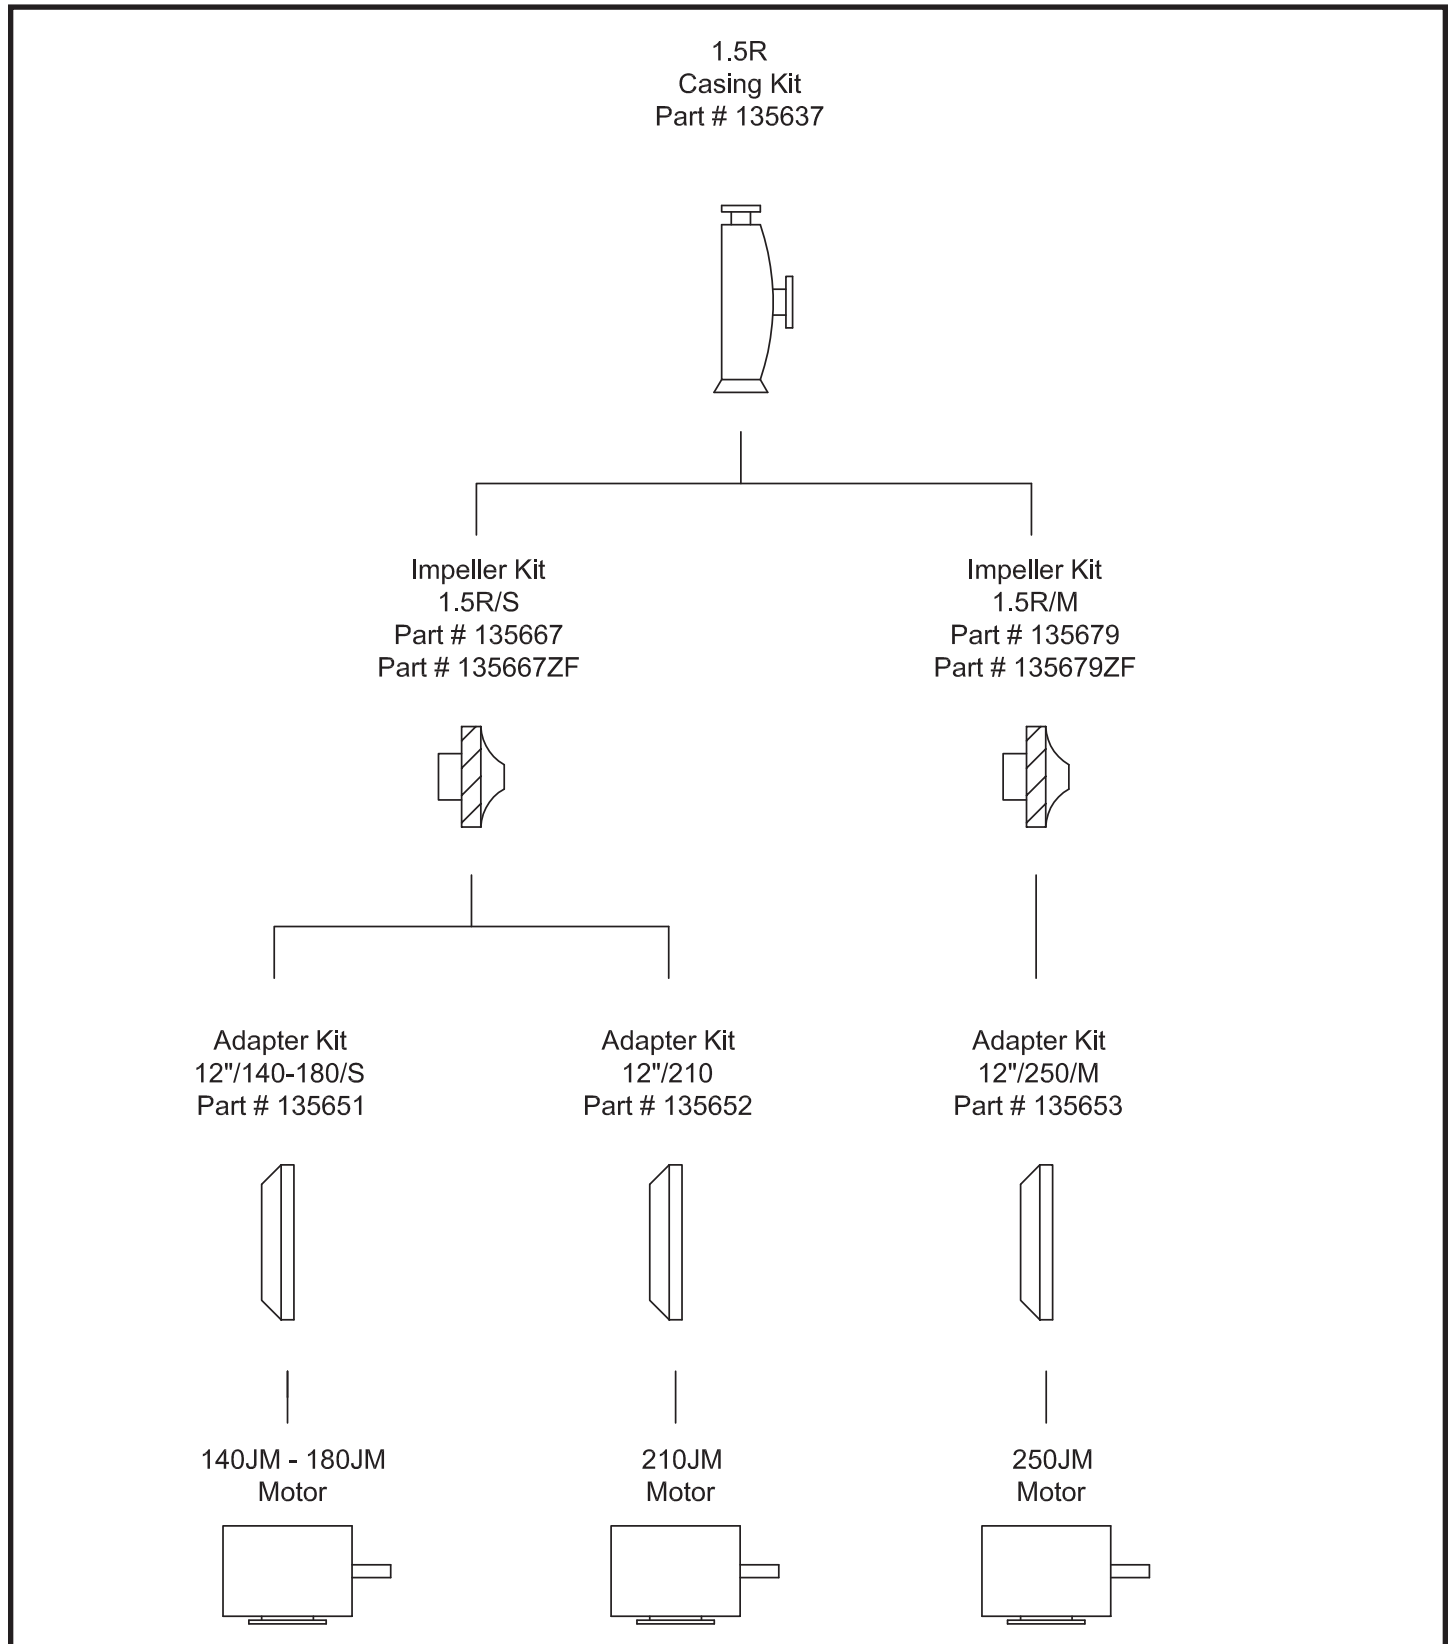 1.5R
Casing Kit
Part # 135637
Impeller Kit
1.5R/S
Part # 135667
Part # 135667ZF
Impeller Kit
1.5R/M
Part # 135679
Part # 135679ZF
Adapter Kit
12"/140-180/S
Part # 135651
Adapter Kit
12"/210
Part # 135652
Adapter Kit
12"/250/M
Part # 135653
140JM - 180JM
Motor
210JM
Motor
250JM
Motor